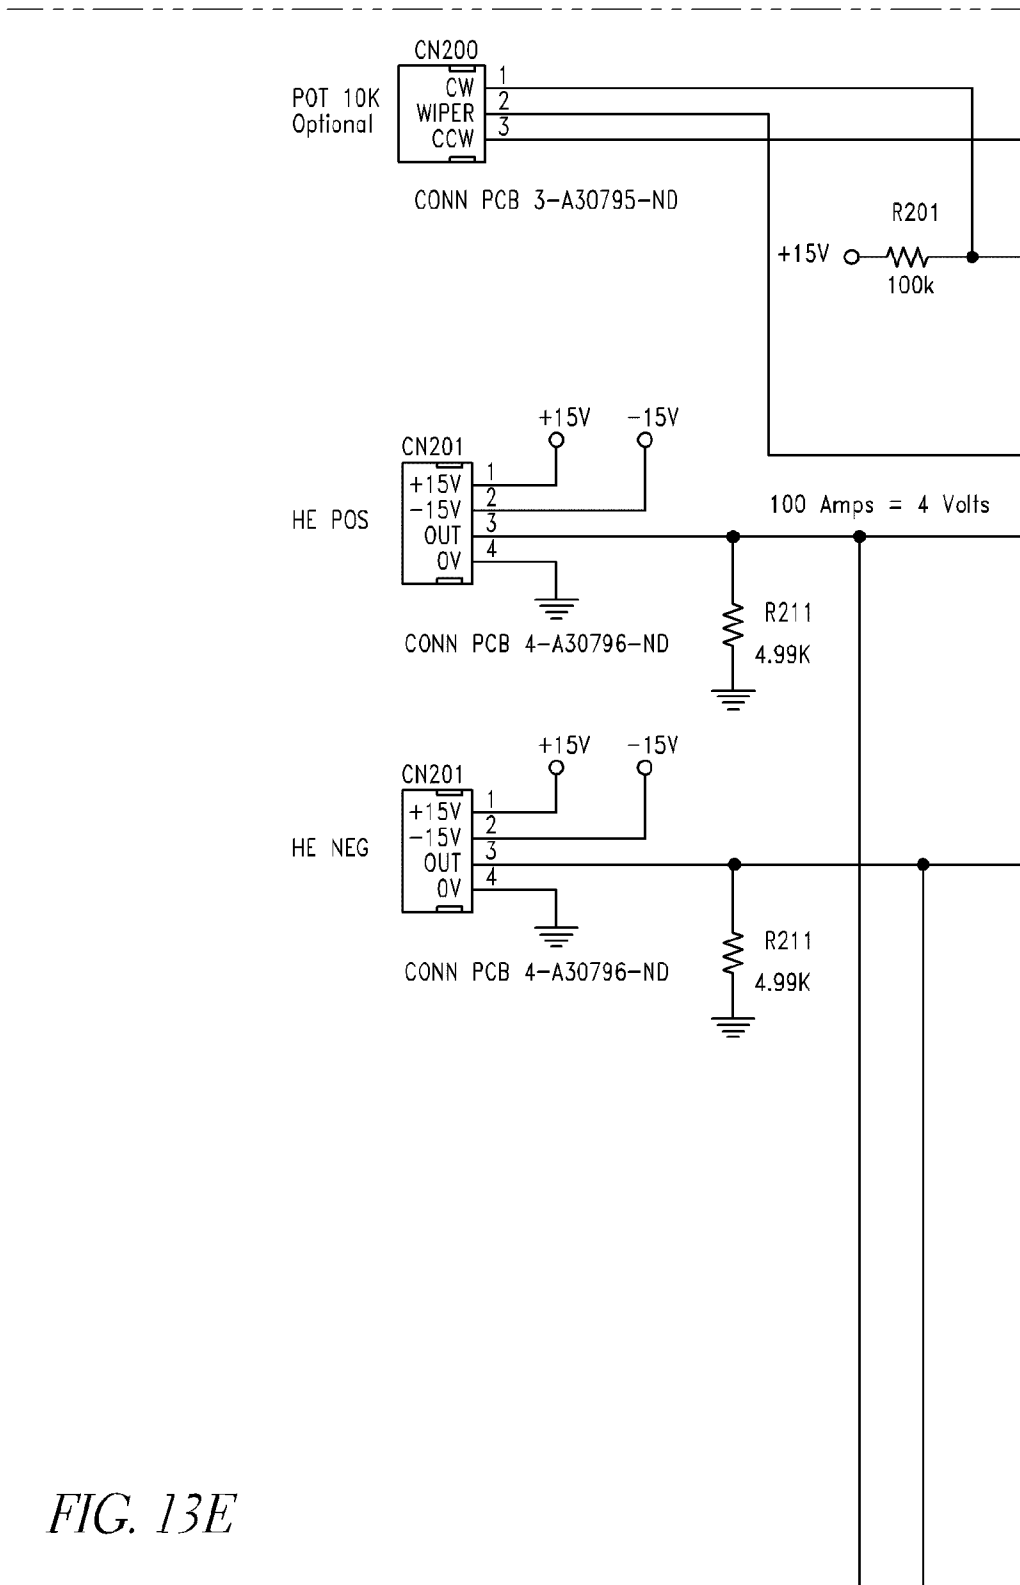 CN200
POT 10K
Optional
CW 1
WIPER 2
CCW 3
CONN PCB 3-A30795-ND
R201
+15V
100k
+15V -15V
CN201
HE POS
+15V 1
-15V 2
OUT 3
0V 4
100 Amps = 4 Volts
CONN PCB 4-A30796-ND
R211
4.99K
+15V -15V
CN201
HE NEG
+15V 1
-15V 2
OUT 3
0V 4
CONN PCB 4-A30796-ND
R211
4.99K
FIG. 13E